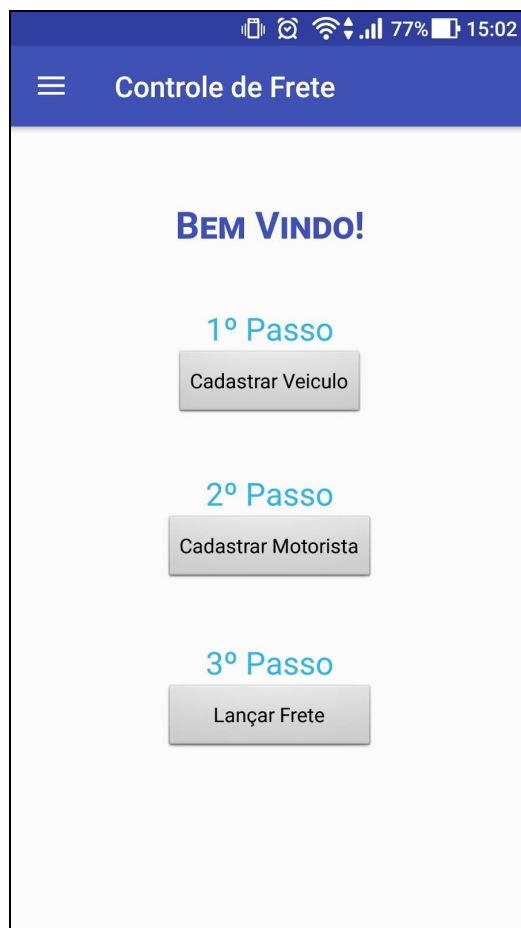 77% 15:02
Controle de Frete
Bem Vindo!
1º Passo
Cadastrar Veiculo
2º Passo
Cadastrar Motorista
3º Passo
Lançar Frete